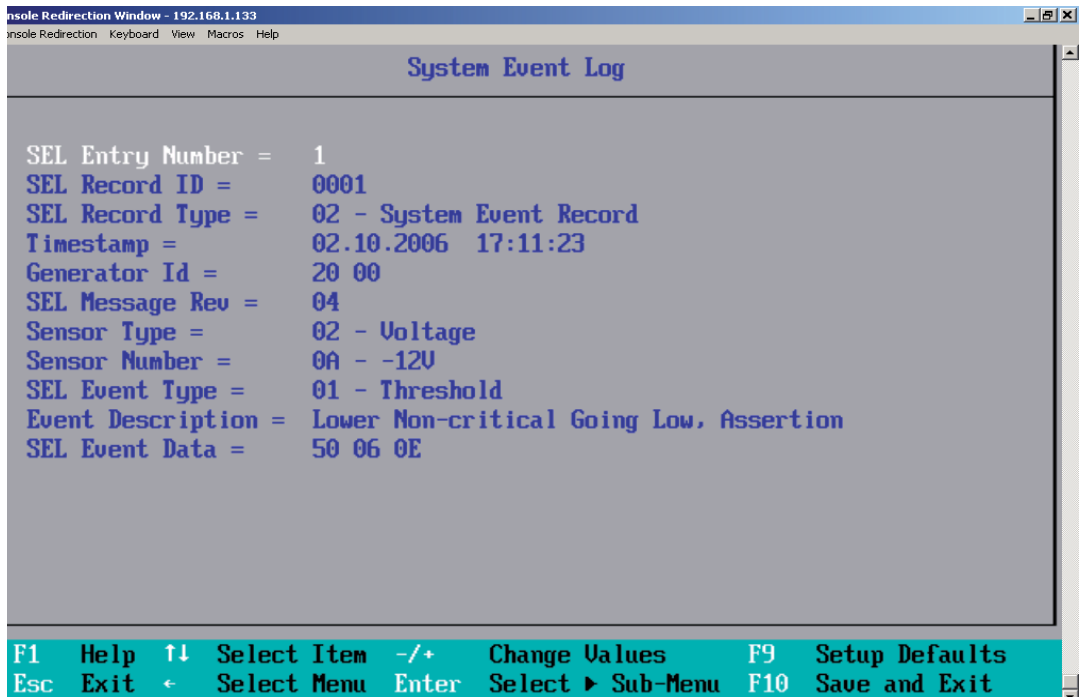 nsole Redirection Window - 192.168.1.133
onsole Redirection Keyboard View Macros Help
System Event Log
SEL Entry Number = 1
SEL Record ID = 0001
SEL Record Type = 02 - System Event Record
Timestamp = 02.10.2006 17:11:23
Generator Id = 20 00
SEL Message Rev = 04
Sensor Type = 02 - Voltage
Sensor Number = 0A - -12V
SEL Event Type = 01 - Threshold
Event Description = Lower Non-critical Going Low, Assertion
SEL Event Data = 50 06 0E
F1 Help ↑↓ Select Item -/+ Change Values F9 Setup Defaults
Esc Exit ← Select Menu Enter Select ▶ Sub-Menu F10 Save and Exit